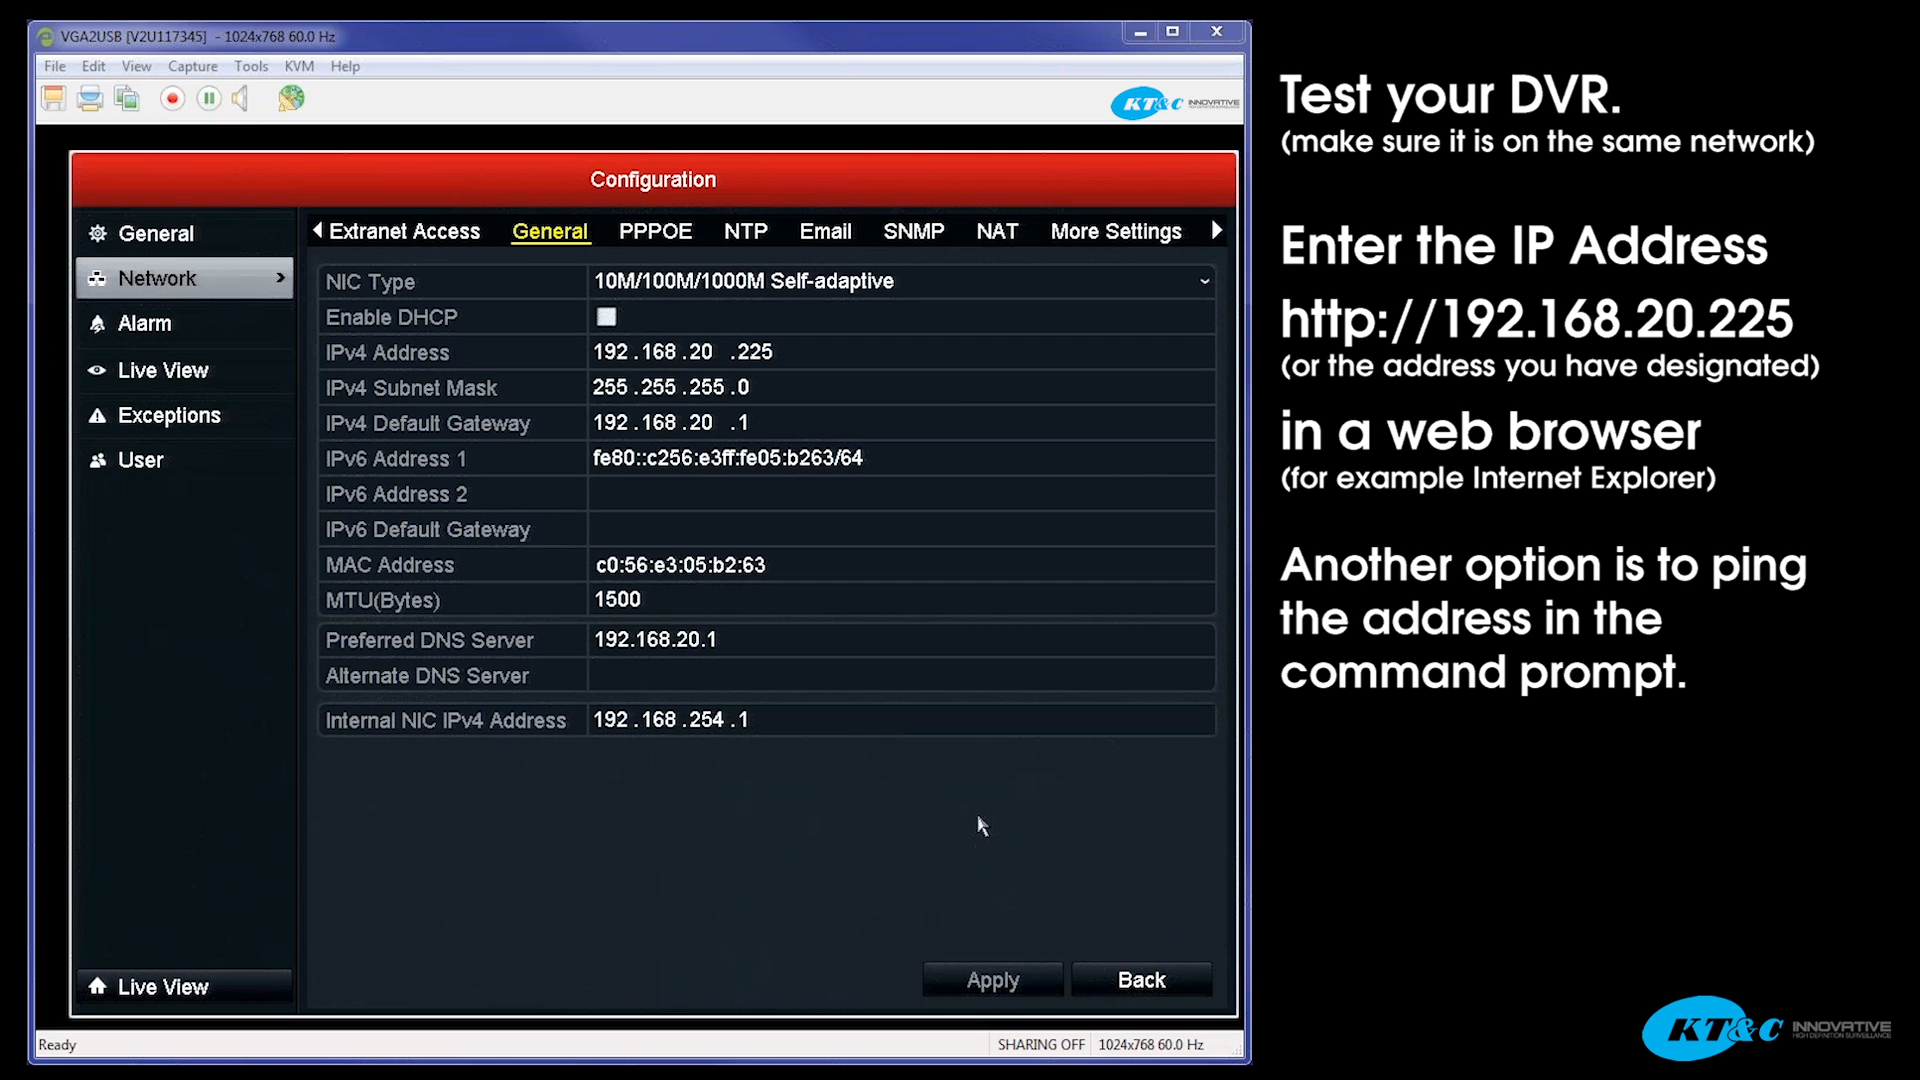 VGA2USB [V2U117345] - 1024x768 60.0 Hz
File Edit View Capture Tools KVM Help
KT&C INNOVATIVE
HIGH DEFINITION SURVEILLANCE
Configuration
General
Network
Alarm
Live View
Exceptions
User
Live View
Extranet Access General PPPOE NTP Email SNMP NAT More Settings
NIC Type 10M/100M/1000M Self-adaptive
Enable DHCP
IPv4 Address 192 .168 .20 .225
IPv4 Subnet Mask 255 .255 .255 .0
IPv4 Default Gateway 192 .168 .20 .1
IPv6 Address 1 fe80::c256:e3ff:fe05:b263/64
IPv6 Address 2
IPv6 Default Gateway
MAC Address c0:56:e3:05:b2:63
MTU(Bytes) 1500
Preferred DNS Server 192.168.20.1
Alternate DNS Server
Internal NIC IPv4 Address 192 .168 .254 .1
Apply Back
Ready SHARING OFF 1024x768 60.0 Hz
Test your DVR.
(make sure it is on the same network)
Enter the IP Address
http://192.168.20.225
(or the address you have designated)
in a web browser
(for example Internet Explorer)
Another option is to ping
the address in the
command prompt.
KT&C INNOVATIVE
HIGH DEFINITION SURVEILLANCE